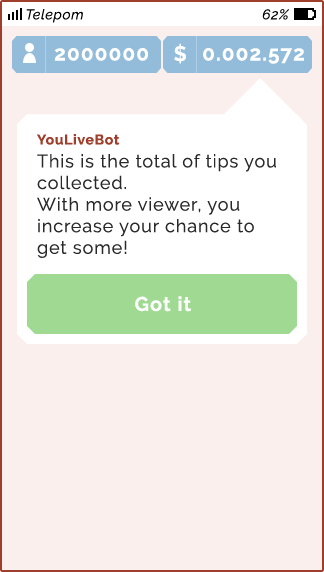 Telepom 62%
2000000 $ 0.002.572
YouLiveBot
This is the total of tips you
collected.
With more viewer, you
increase your chance to
get some!
Got it